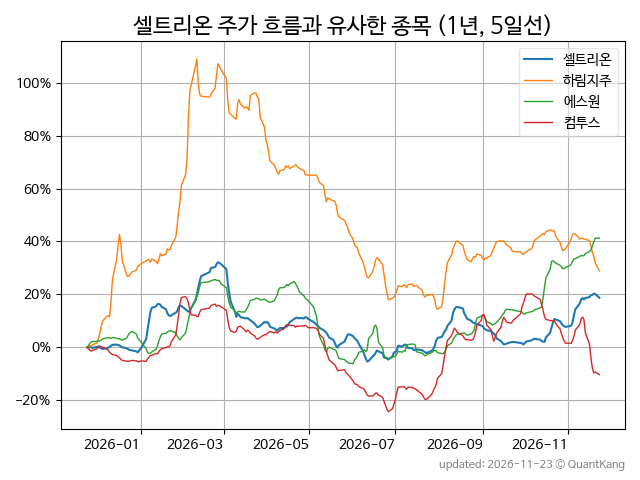 셀트리온 주가 흐름과 유사한 종목 (1년, 5일선)
셀트리온
하림지주
에스원
컴투스
100%
80%
60%
40%
20%
0%
−20%
2026-01
2026-03
2026-05
2026-07
2026-09
2026-11
updated: 2026-11-23 © QuantKang